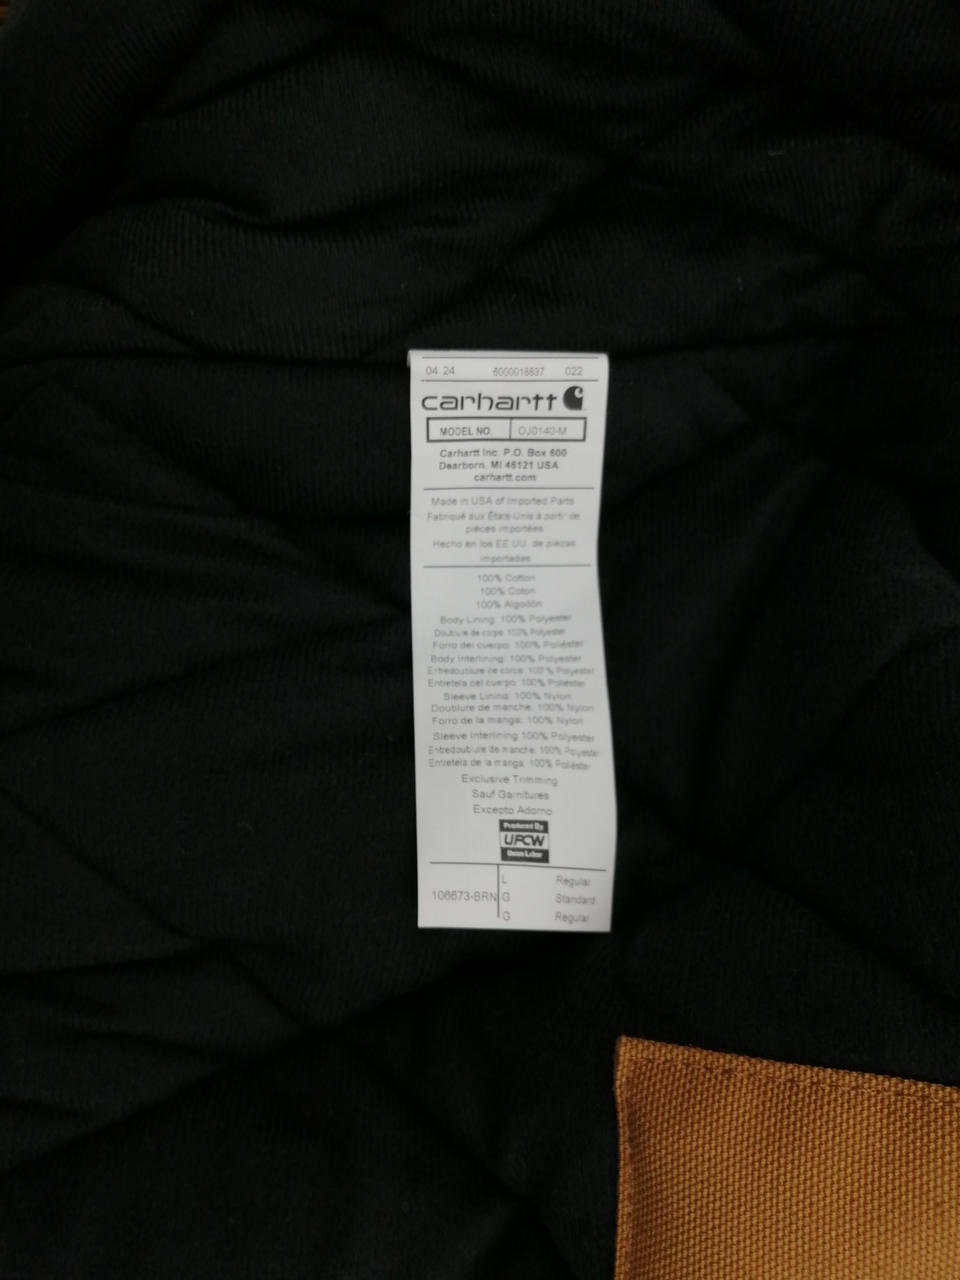 04 24 6000018837 022
carhartt
MODEL NO. OJ0140-M
Carhartt Inc. P.O. Box 600
Dearborn, MI 48121 USA
carhartt.com
Made in USA of Imported Parts
Fabriqué aux États-Unis à partir de
pièces importées
Hecho en los EE.UU. de piezas
importadas
100% Cotton
100% Coton
100% Algodón
Body Lining: 100% Polyester
Doublure de corps: 100% Polyester
Forro del cuerpo: 100% Poliéster
Body Interlining: 100% Polyester
Entredoublure de corps: 100% Polyester
Entretela del cuerpo: 100% Poliéster
Sleeve Lining: 100% Nylon
Doublure de manche: 100% Nylon
Forro de la manga: 100% Nylon
Sleeve Interlining 100% Polyester
Entredoublure de manche: 100% Polyester
Entretela de la manga: 100% Poliéster
Exclusive Trimming
Sauf Garnitures
Excepto Adorno
Produced By
UFCW
Union Labor
L Regular
106673-BRN G Standard
G Regular